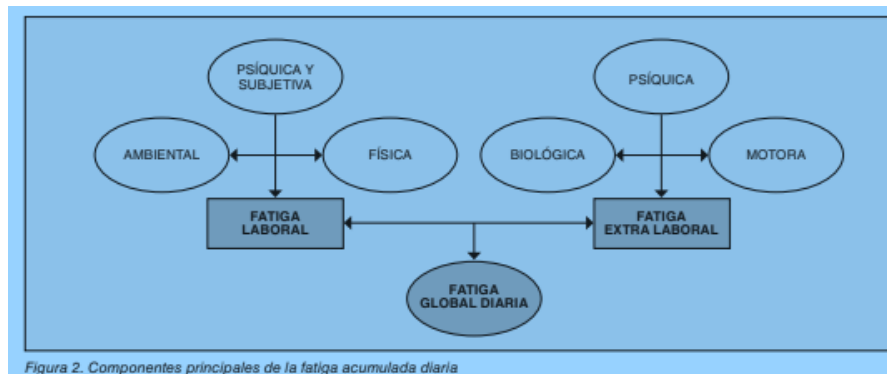 PSÍQUICA Y
SUBJETIVA
PSÍQUICA
AMBIENTAL
FÍSICA
BIOLÓGICA
MOTORA
FATIGA
LABORAL
FATIGA
EXTRA LABORAL
FATIGA
GLOBAL DIARIA
Figura 2. Componentes principales de la fatiga acumulada diaria